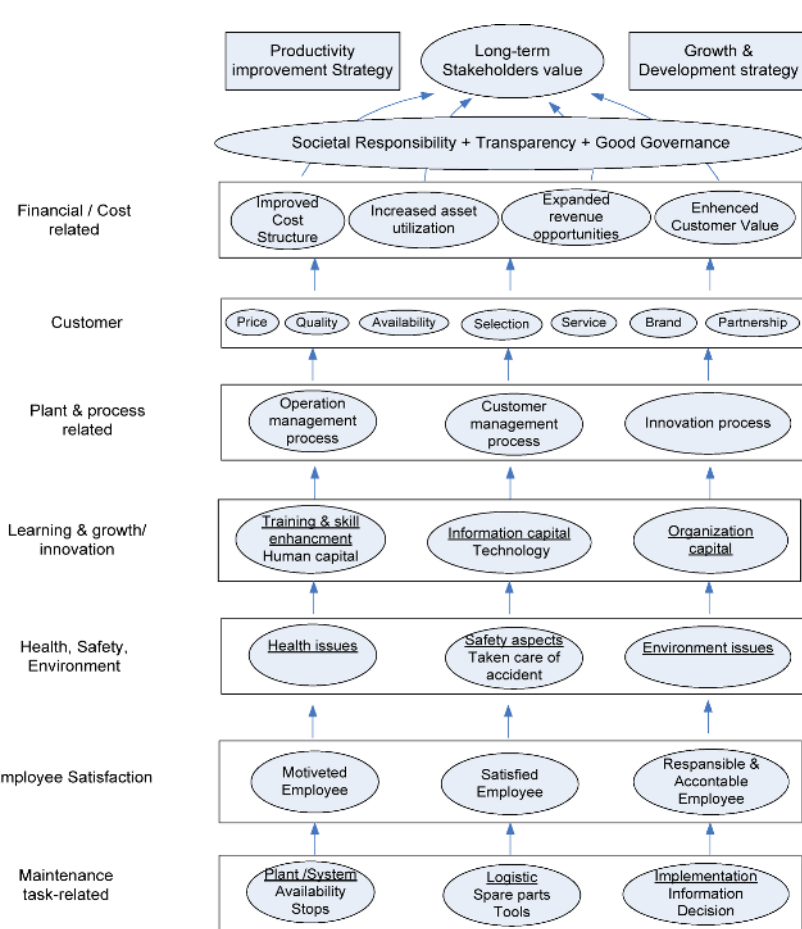 Productivity
improvement Strategy
Long-term
Stakeholders value
Growth &
Development strategy
Societal Responsibility + Transparency + Good Governance
Financial / Cost
related
Improved
Cost
Structure
Increased asset
utilization
Expanded
revenue
opportunities
Enhenced
Customer Value
Customer
Price
Quality
Availability
Selection
Service
Brand
Partnership
Plant & process
related
Operation
management
process
Customer
management
process
Innovation process
Learning & growth/
innovation
Training & skill
enhancment
Human capital
Information capital
Technology
Organization
capital
Health, Safety,
Environment
Health issues
Safety aspects
Taken care of
accident
Environment issues
mployee Satisfaction
Motiveted
Employee
Satisfied
Employee
Respansible &
Accontable
Employee
Maintenance
task-related
Plant /System
Availability
Stops
Logistic
Spare parts
Tools
Implementation
Information
Decision